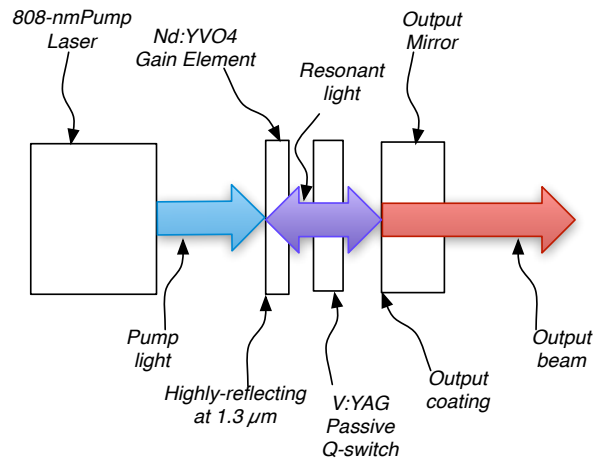 808-nmPump
Laser
Nd:YVO4
Gain Element
Resonant
light
Output
Mirror
Pump
light
Highly-reflecting
at 1.3 µm
V:YAG
Passive
Q-switch
Output
coating
Output
beam